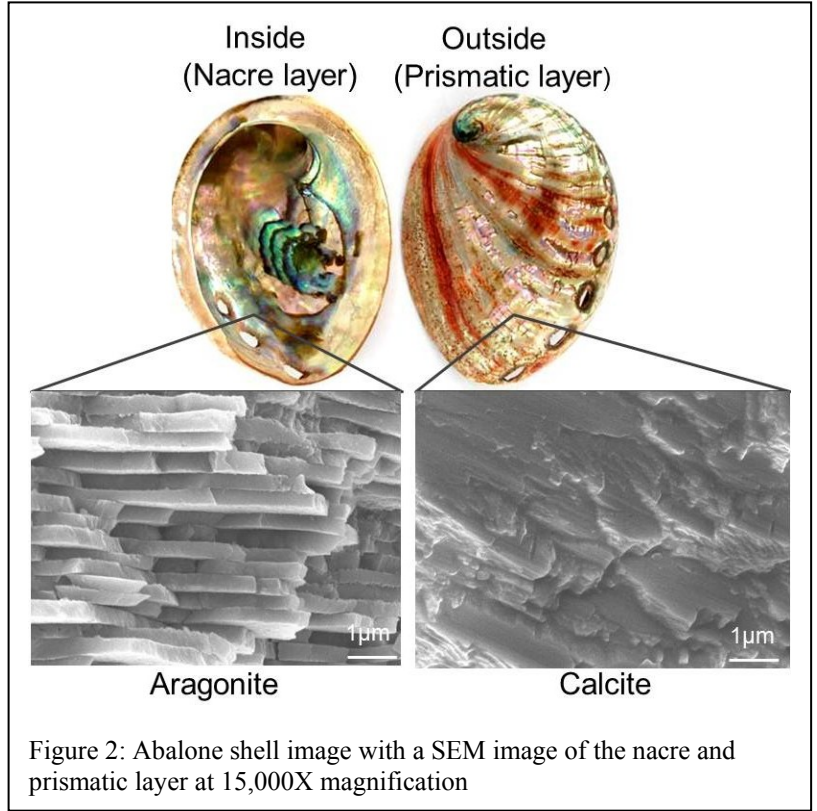 Inside
(Nacre layer)
Outside
(Prismatic layer)
1µm
1µm
Aragonite
Calcite
Figure 2: Abalone shell image with a SEM image of the nacre and
prismatic layer at 15,000X magnification